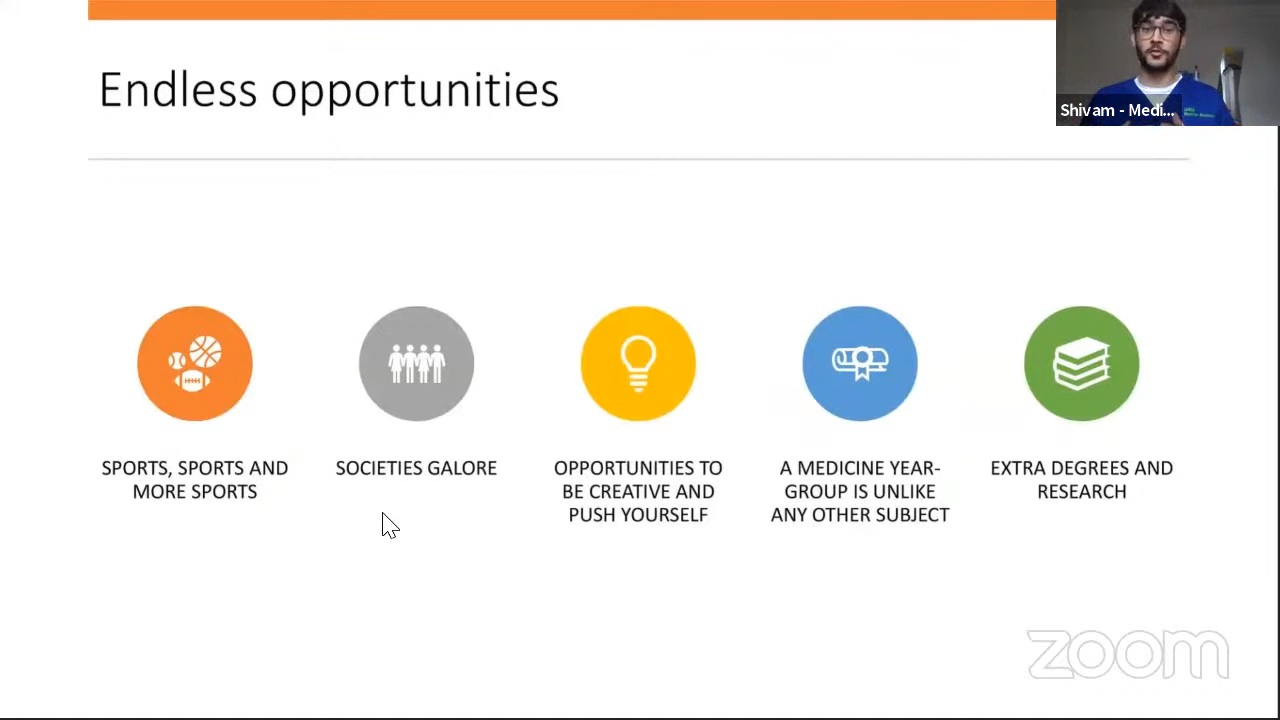 Endless opportunities
Shivam - Medi...
SPORTS, SPORTS AND
MORE SPORTS
SOCIETIES GALORE
OPPORTUNITIES TO
BE CREATIVE AND
PUSH YOURSELF
A MEDICINE YEAR-
GROUP IS UNLIKE
ANY OTHER SUBJECT
EXTRA DEGREES AND
RESEARCH
zoom